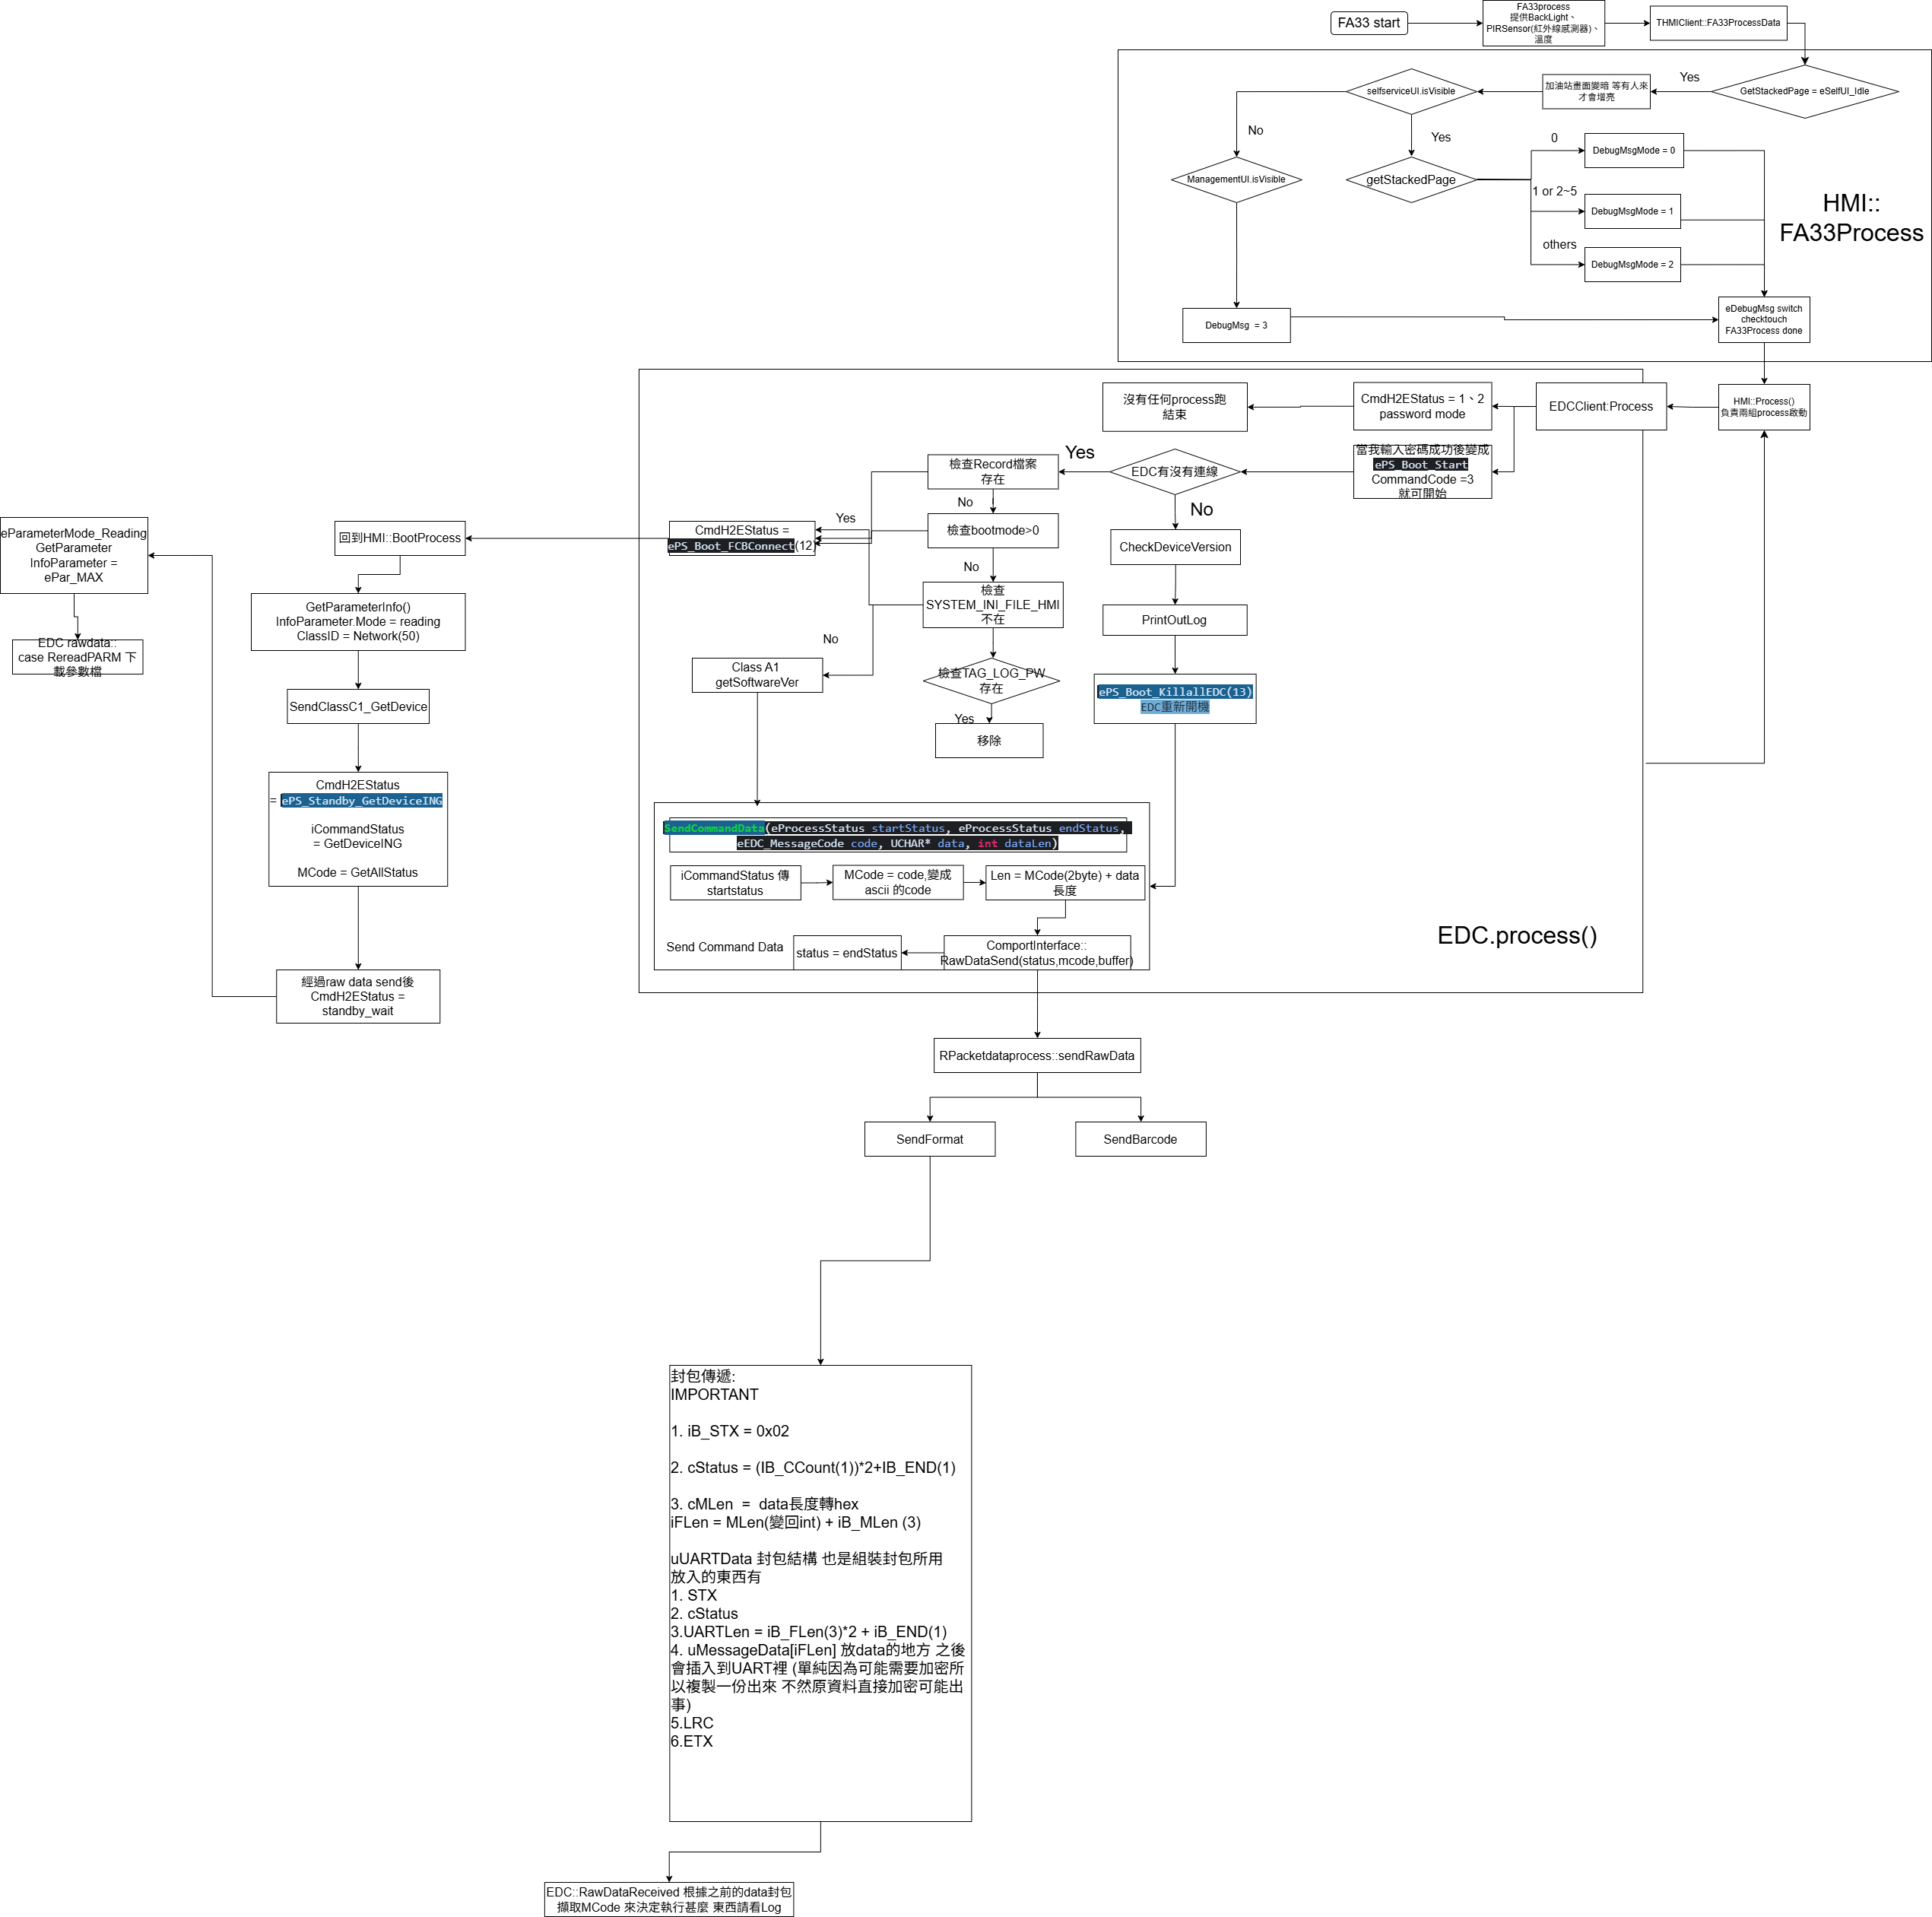 FA33 start
FA33process
提供BackLight、
PIRSensor(紅外線感測器)、
溫度
THMIClient::FA33ProcessData
GetStackedPage = eSelfUI_Idle
Yes
加油站畫面變暗 等有人來
才會增亮
selfserviceUI.isVisible
No
Yes
ManagementUI.isVisible
getStackedPage
0
DebugMsgMode = 0
1 or 2~5
DebugMsgMode = 1
others
DebugMsgMode = 2
HMI::
FA33Process
DebugMsg  = 3
eDebugMsg switch
checktouch
FA33Process done
HMI::Process()
負責兩組process啟動
EDCClient:Process
CmdH2EStatus = 1、2
password mode
沒有任何process跑
結束
當我輸入密碼成功後變成
ePS_Boot_Start
CommandCode =3
就可開始
EDC有沒有連線
Yes
No
檢查Record檔案
存在
No
檢查bootmode>0
No
檢查
SYSTEM_INI_FILE_HMI
不在
檢查TAG_LOG_PW
存在
Yes
移除
CheckDeviceVersion
PrintOutLog
ePS_Boot_KillallEDC(13)
EDC重新開機
Yes
CmdH2EStatus =
ePS_Boot_FCBConnect(12)
No
Class A1
getSoftwareVer
SendCommandData(eProcessStatus startStatus, eProcessStatus endStatus,
eEDC_MessageCode code, UCHAR* data, int dataLen)
iCommandStatus 傳
startstatus
MCode = code,變成
ascii 的code
Len = MCode(2byte) + data
長度
Send Command Data
status = endStatus
ComportInterface::
RawDataSend(status,mcode,buffer)
EDC.process()
回到HMI::BootProcess
GetParameterInfo()
InfoParameter.Mode = reading
ClassID = Network(50)
SendClassC1_GetDevice
CmdH2EStatus
= ePS_Standby_GetDeviceING
iCommandStatus
= GetDeviceING
MCode = GetAllStatus
經過raw data send後
CmdH2EStatus =
standby_wait
eParameterMode_Reading
GetParameter
InfoParameter =
ePar_MAX
EDC rawdata::
case RereadPARM 下
載參數檔
RPacketdataprocess::sendRawData
SendFormat
SendBarcode
封包傳遞:
IMPORTANT
1. iB_STX = 0x02
2. cStatus = (IB_CCount(1))*2+IB_END(1)
3. cMLen  =  data長度轉hex
iFLen = MLen(變回int) + iB_MLen (3)
uUARTData 封包結構 也是組裝封包所用
放入的東西有
1. STX
2. cStatus
3.UARTLen = iB_FLen(3)*2 + iB_END(1)
4. uMessageData[iFLen] 放data的地方 之後
會插入到UART裡 (單純因為可能需要加密所
以複製一份出來 不然原資料直接加密可能出
事)
5.LRC
6.ETX
EDC::RawDataReceived 根據之前的data封包
擷取MCode 來決定執行甚麼 東西請看Log